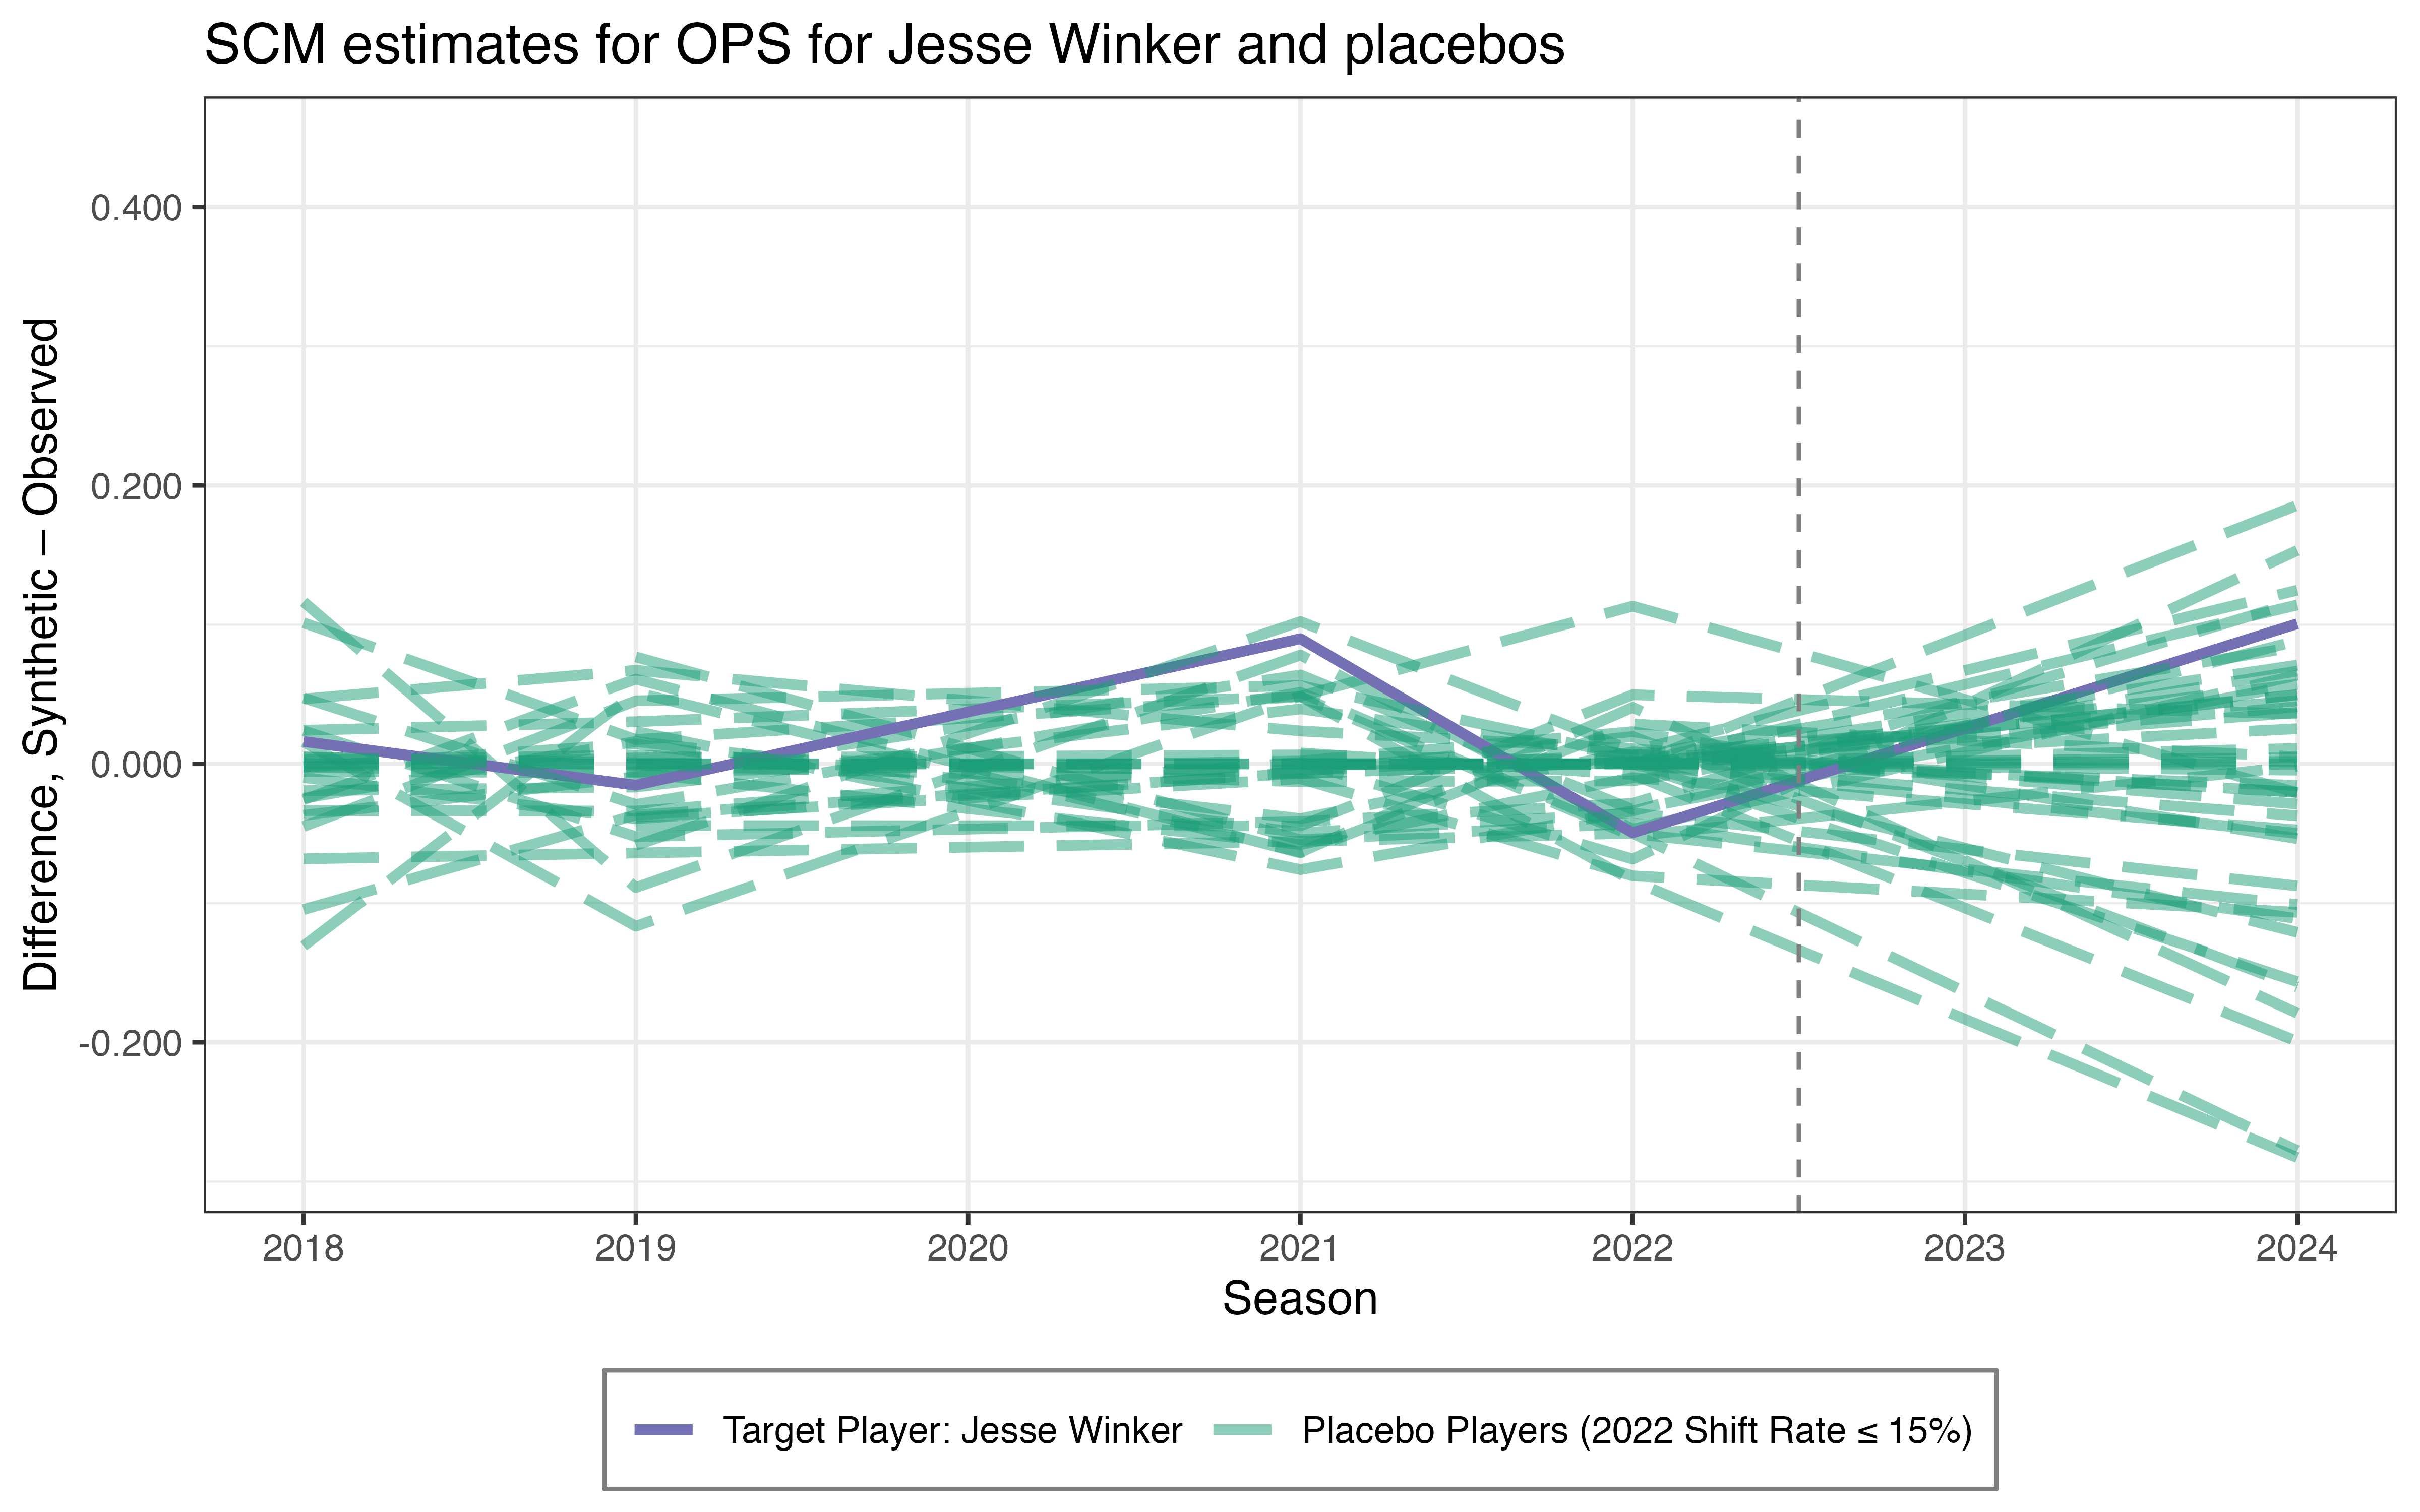 SCM estimates for OPS for Jesse Winker and placebos
Difference, Synthetic − Observed
0.400
0.200
0.000
-0.200
2018 2019 2020 2021 2022 2023 2024
Season
Target Player: Jesse Winker Placebo Players (2022 Shift Rate ≤ 15%)